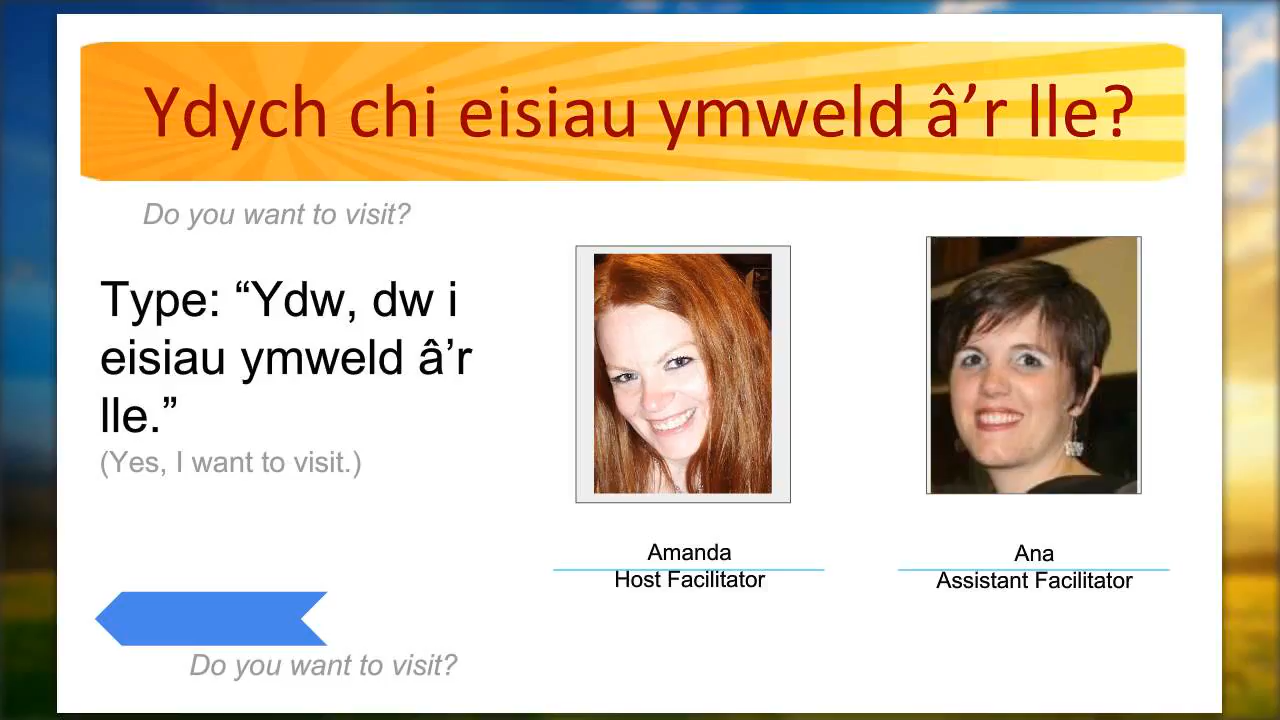 Ydych chi eisiau ymweld â’r lle?
Do you want to visit?
Type: “Ydw, dw i
eisiau ymweld â’r
lle.”
(Yes, I want to visit.)
Amanda
Host Facilitator
Ana
Assistant Facilitator
Do you want to visit?